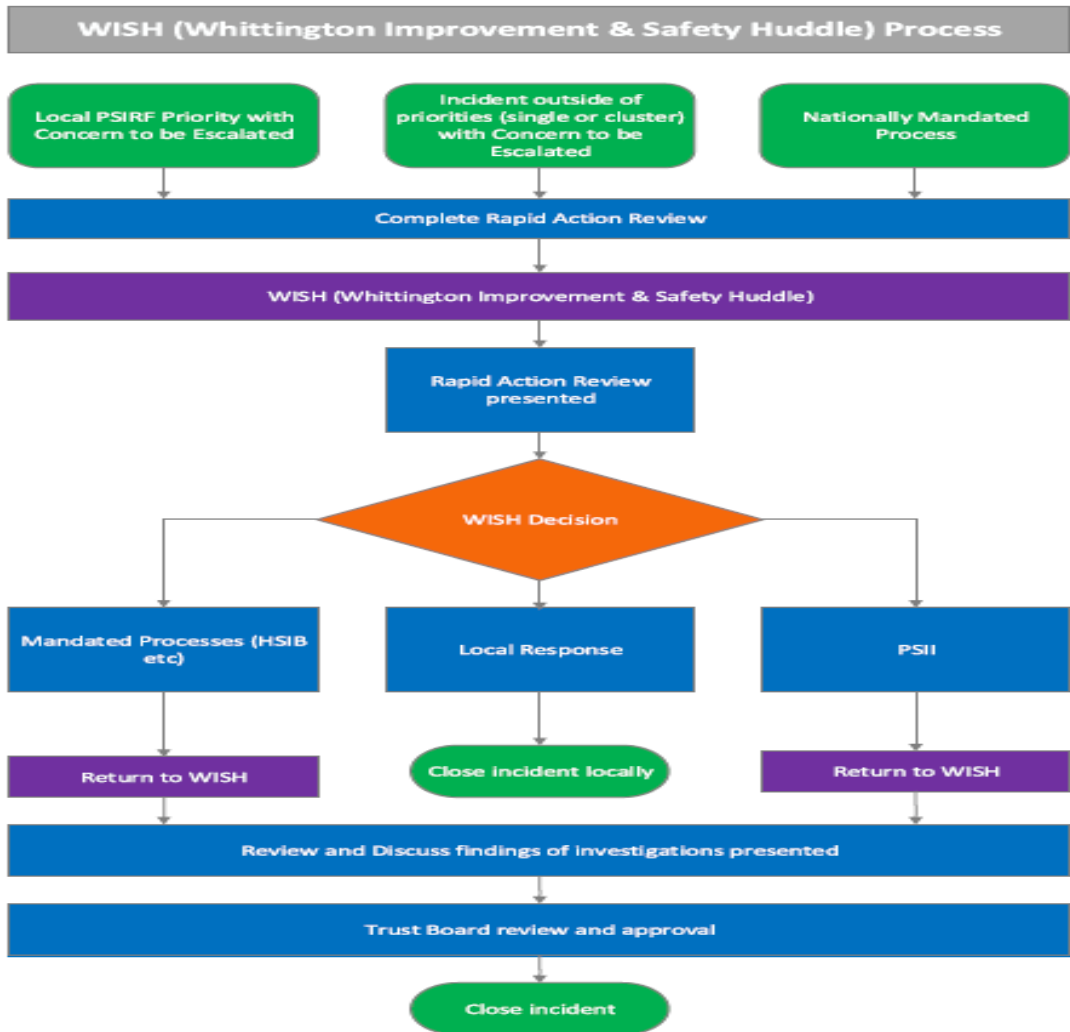 WISH (Whittington Improvement & Safety Huddle) Process
Local PSIRF Priority with
Concern to be Escalated
Incident outside of
priorities (single or cluster)
with Concern to be
Escalated
Nationally Mandated
Process
Complete Rapid Action Review
WISH (Whittington Improvement & Safety Huddle)
Rapid Action Review
presented
WISH Decision
Mandated Processes (HSIB
etc)
Local Response
PSII
Return to WISH
Close incident locally
Return to WISH
Review and Discuss findings of investigations presented
Trust Board review and approval
Close incident